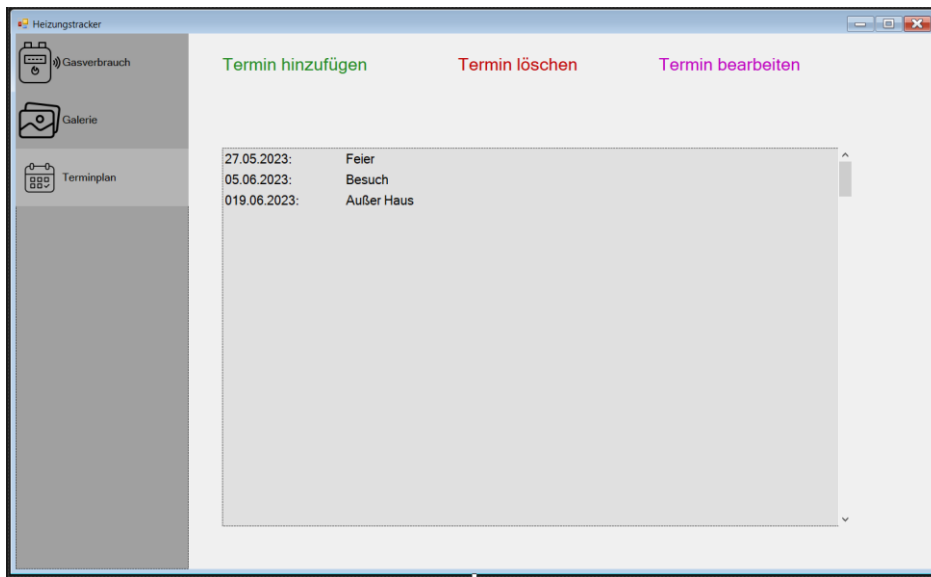 Heizungstracker
Gasverbrauch
Galerie
Terminplan
Termin hinzufügen Termin löschen Termin bearbeiten
27.05.2023: Feier
05.06.2023: Besuch
019.06.2023: Außer Haus